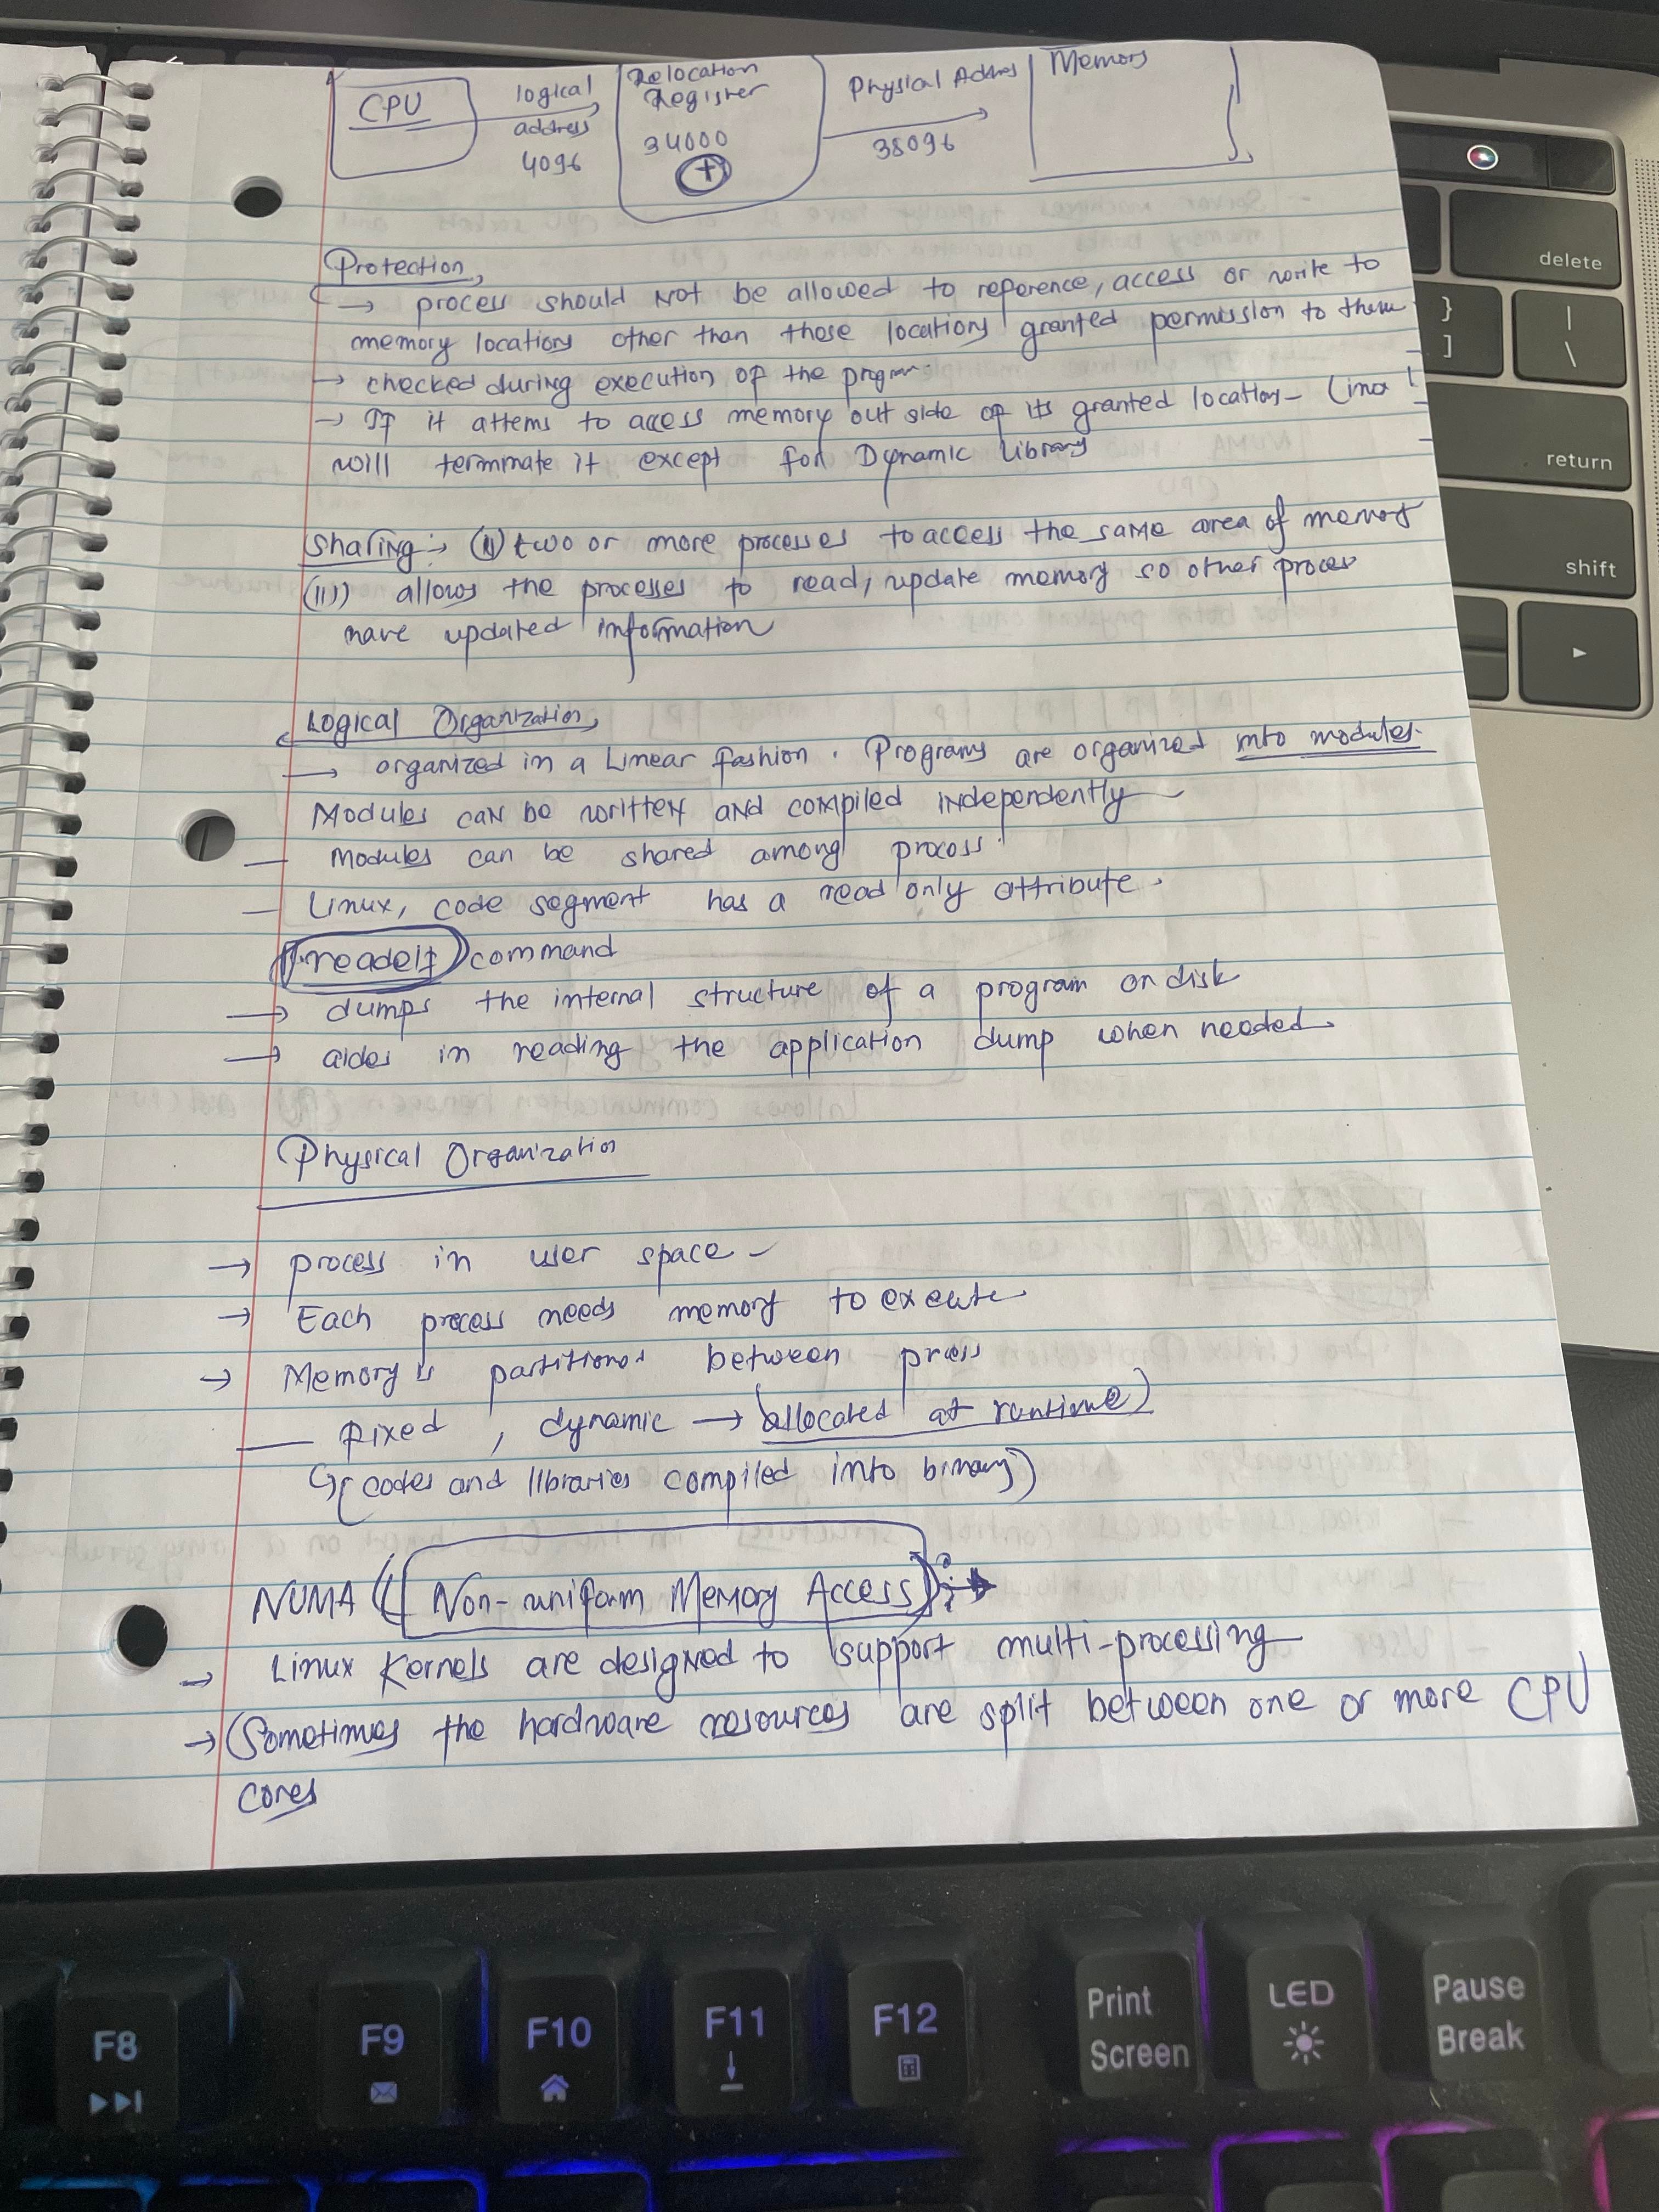 CPU
logical
address
4096
Relocation
Register
34000
+
Physical Addres
38096
Memory
Protection,
→ process should not be allowed to reference, access or write to
memory locations other than those locations granted permission to them
→ checked during execution of the progrm.
→ If it attems to access memory out side of its granted location - Linux
will terminate it except for Dynamic Library
Sharing :→ (i) two or more processes to access the same area of memory
(ii) allows the processes to read, update memory so other proces
have updated information
Logical Organization,
→ organized in a Linear fashion. Programs are organized into modules.
Modules can be written and compiled independently
— Modules can be shared among process.
— Linux, code segment has a read only attribute.
readelf command
→ dumps the internal structure of a program on disk
→ aides in reading the application dump when needed.
Physical Organization
→ process in user space -
→ Each process needs memory to execute
→ Memory is partitioned between process
— fixed, dynamic → (allocated at runtime)
↳ (codes and libraries compiled into binary)
NUMA (Non-uniform Memory Access) :→
→ Linux Kernels are designed to support multi-processing
→ (Sometimes the hardware resources are split between one or more CPU
cores
delete
}
]
|
\
return
shift
F8
F9
F10
F11
F12
Print
Screen
LED
Pause
Break